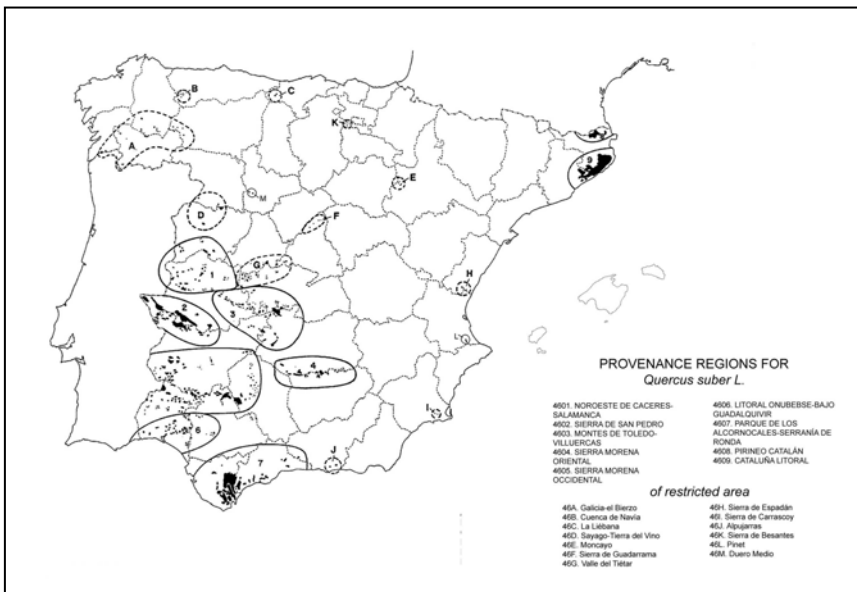 B
C
K
A
9
E
M
D
F
G
1
H
2
3
L
4
I
6
J
7
PROVENANCE REGIONS FOR
Quercus suber L.
4601. NOROESTE DE CACERES-
SALAMANCA
4602. SIERRA DE SAN PEDRO
4603. MONTES DE TOLEDO-
VILLUERCAS
4604. SIERRA MORENA
ORIENTAL
4605. SIERRA MORENA
OCCIDENTAL
4606. LITORAL ONUBEBSE-BAJO
GUADALQUIVIR
4607. PARQUE DE LOS
ALCORNOCALES-SERRANÍA DE
RONDA
4608. PIRINEO CATALÁN
4609. CATALUÑA LITORAL
of restricted area
46A. Galicia-el Bierzo
46B. Cuenca de Navía
46C. La Liébana
46D. Sayago-Tierra del Vino
46E. Moncayo
46F. Sierra de Guadarrama
46G. Valle del Tiétar
46H. Sierra de Espadán
46I. Sierra de Carrascoy
46J. Alpujarras
46K. Sierra de Besantes
46L. Pinet
46M. Duero Medio